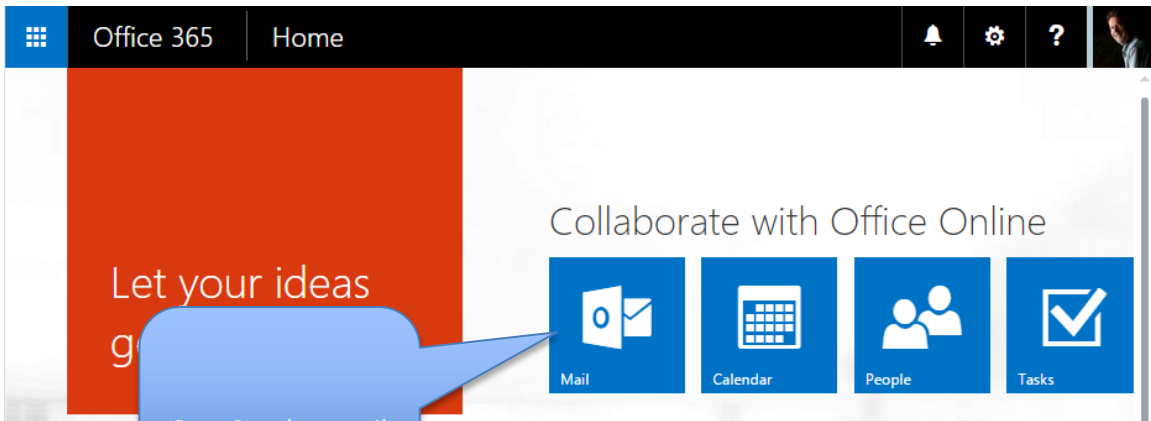 Office 365 Home
Collaborate with Office Online
Let your ideas
Mail Calendar People Tasks